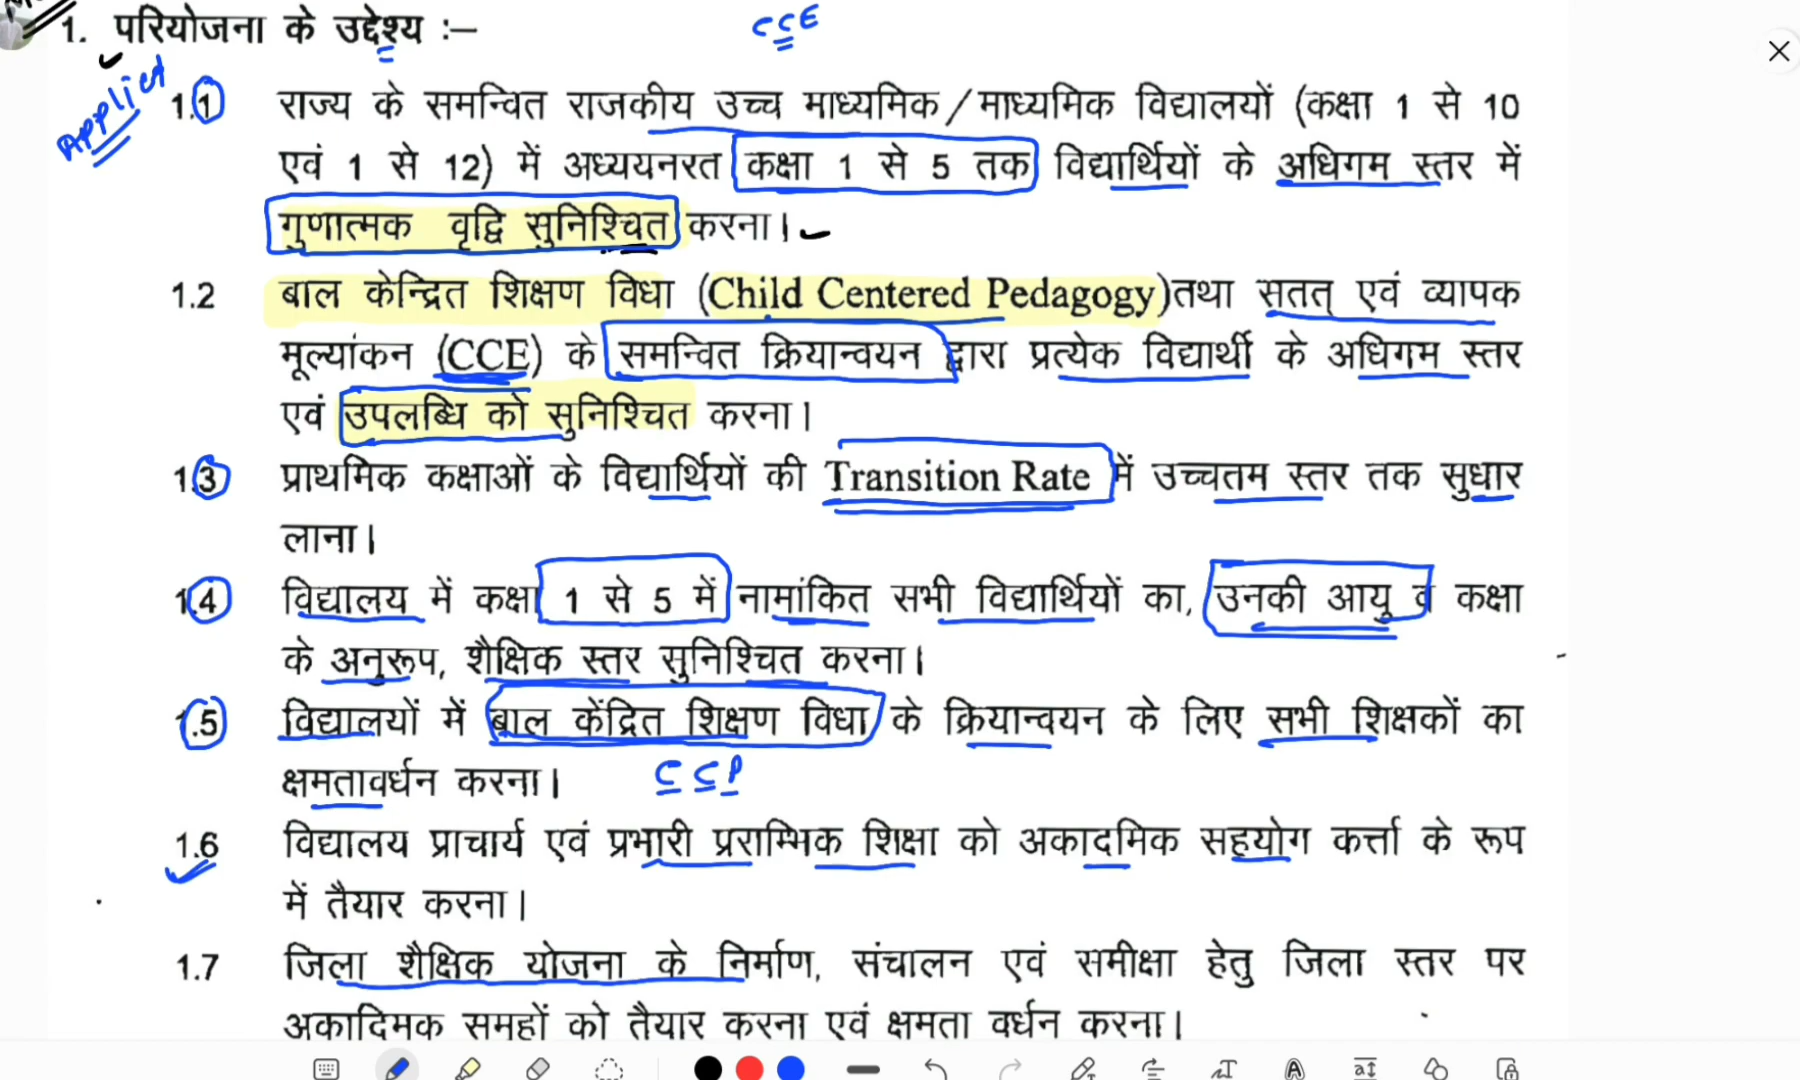 1. परियोजना के उद्देश्य :—
CCE
Applied
1.1 राज्य के समन्वित राजकीय उच्च माध्यमिक/माध्यमिक विद्यालयों (कक्षा 1 से 10
एवं 1 से 12) में अध्ययनरत कक्षा 1 से 5 तक विद्यार्थियों के अधिगम स्तर में
गुणात्मक वृद्वि सुनिश्चित करना।
1.2 बाल केन्द्रित शिक्षण विधा (Child Centered Pedagogy)तथा सतत् एवं व्यापक
मूल्यांकन (CCE) के समन्वित क्रियान्वयन द्वारा प्रत्येक विद्यार्थी के अधिगम स्तर
एवं उपलब्धि को सुनिश्चित करना।
1.3 प्राथमिक कक्षाओं के विद्यार्थियों की Transition Rate में उच्चतम स्तर तक सुधार
लाना।
1.4 विद्यालय में कक्षा 1 से 5 में नामांकित सभी विद्यार्थियों का, उनकी आयु व कक्षा
के अनुरूप, शैक्षिक स्तर सुनिश्चित करना।
1.5 विद्यालयों में बाल केंद्रित शिक्षण विधा के क्रियान्वयन के लिए सभी शिक्षकों का
क्षमतावर्धन करना।
CCP
1.6 विद्यालय प्राचार्य एवं प्रभारी प्रराम्भिक शिक्षा को अकादमिक सहयोग कर्त्ता के रूप
में तैयार करना।
1.7 जिला शैक्षिक योजना के निर्माण, संचालन एवं समीक्षा हेतु जिला स्तर पर
अकादिमक समहों को तैयार करना एवं क्षमता वर्धन करना।